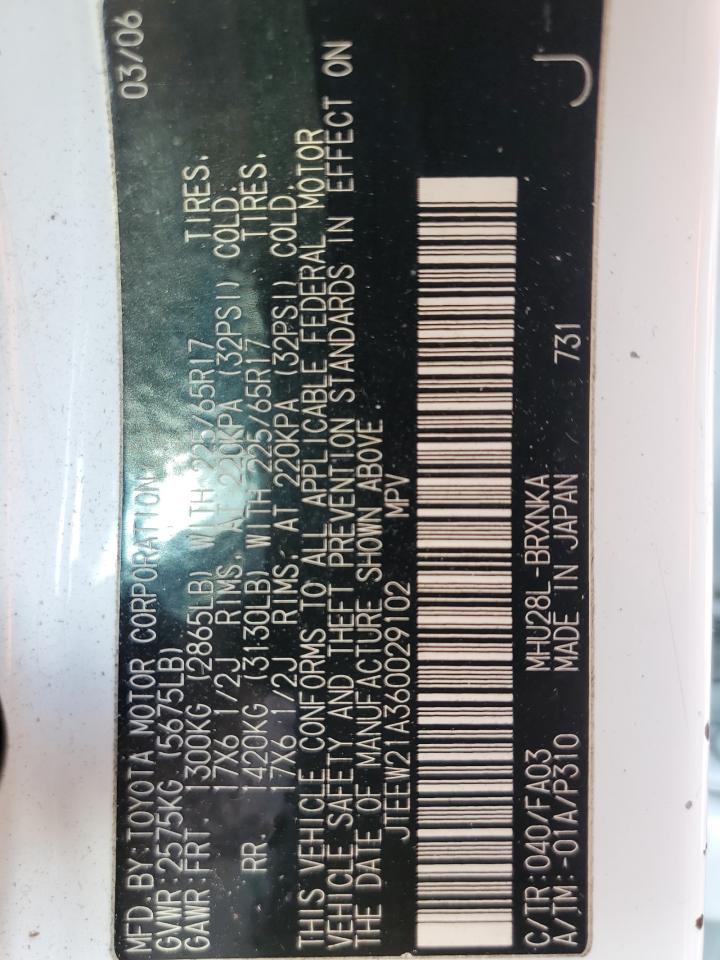 MFD. BY: TOYOTA MOTOR CORPORATION 03/06
GVWR: 2575KG (5675LB)
GAWR: FRT. 1300KG (2865LB) WITH 225/65R17 TIRES,
17X6 1/2J RIMS, AT 220KPA (32PSI) COLD.
RR. 1420KG (3130LB) WITH 225/65R17 TIRES,
17X6 1/2J RIMS, AT 220KPA (32PSI) COLD.
THIS VEHICLE CONFORMS TO ALL APPLICABLE FEDERAL MOTOR
VEHICLE SAFETY AND THEFT PREVENTION STANDARDS IN EFFECT ON
THE DATE OF MANUFACTURE SHOWN ABOVE.
JTEEW21A360029102 MPV
C/TR: 040/FA03 MHU28L-BRXNKA
A/TM: -01A/P310 MADE IN JAPAN 731 J